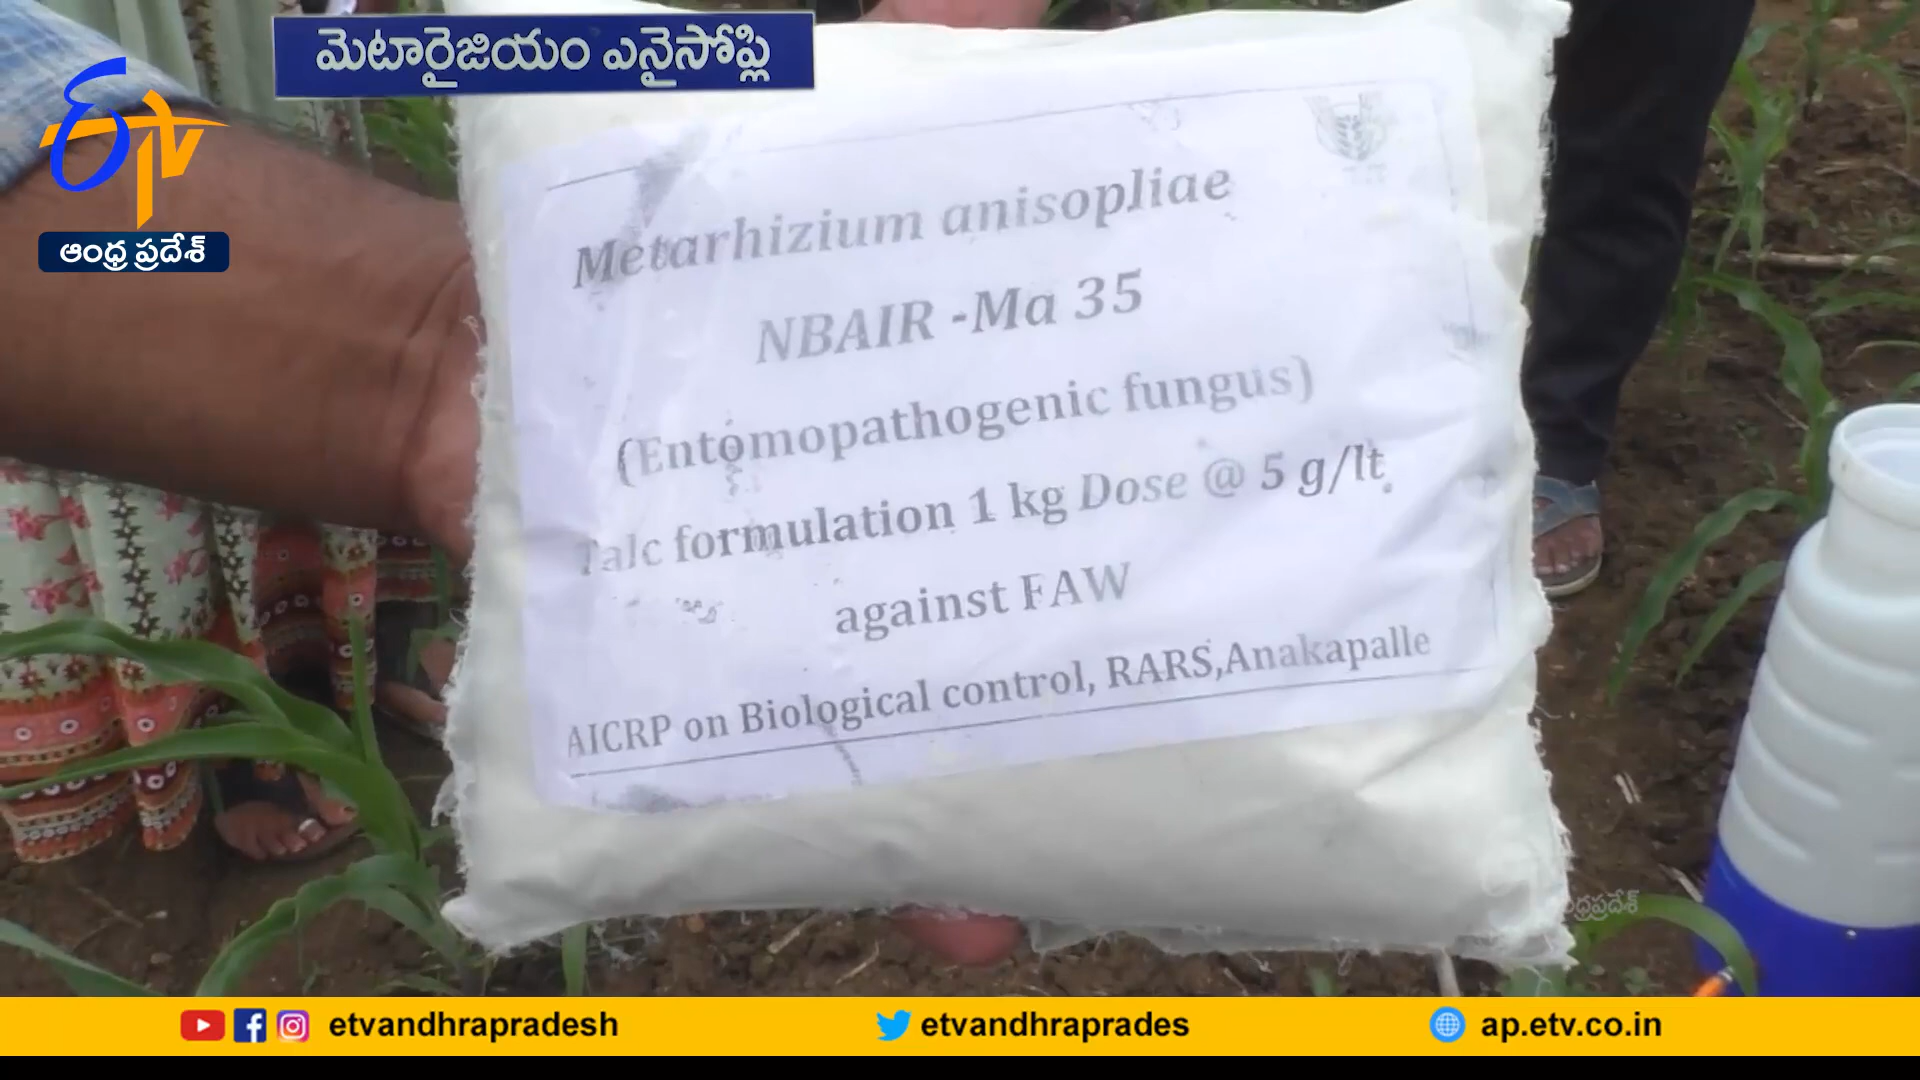 మెటారైజియం ఎనైసోప్లి
ETV
ఆంధ్ర ప్రదేశ్
Metarhizium anisopliae
NBAIR -Ma 35
(Entomopathogenic fungus)
Talc formulation 1 kg Dose @ 5 g/lt.
against FAW
AICRP on Biological control, RARS,Anakapalle
etvandhrapradesh
etvandhraprades
ap.etv.co.in